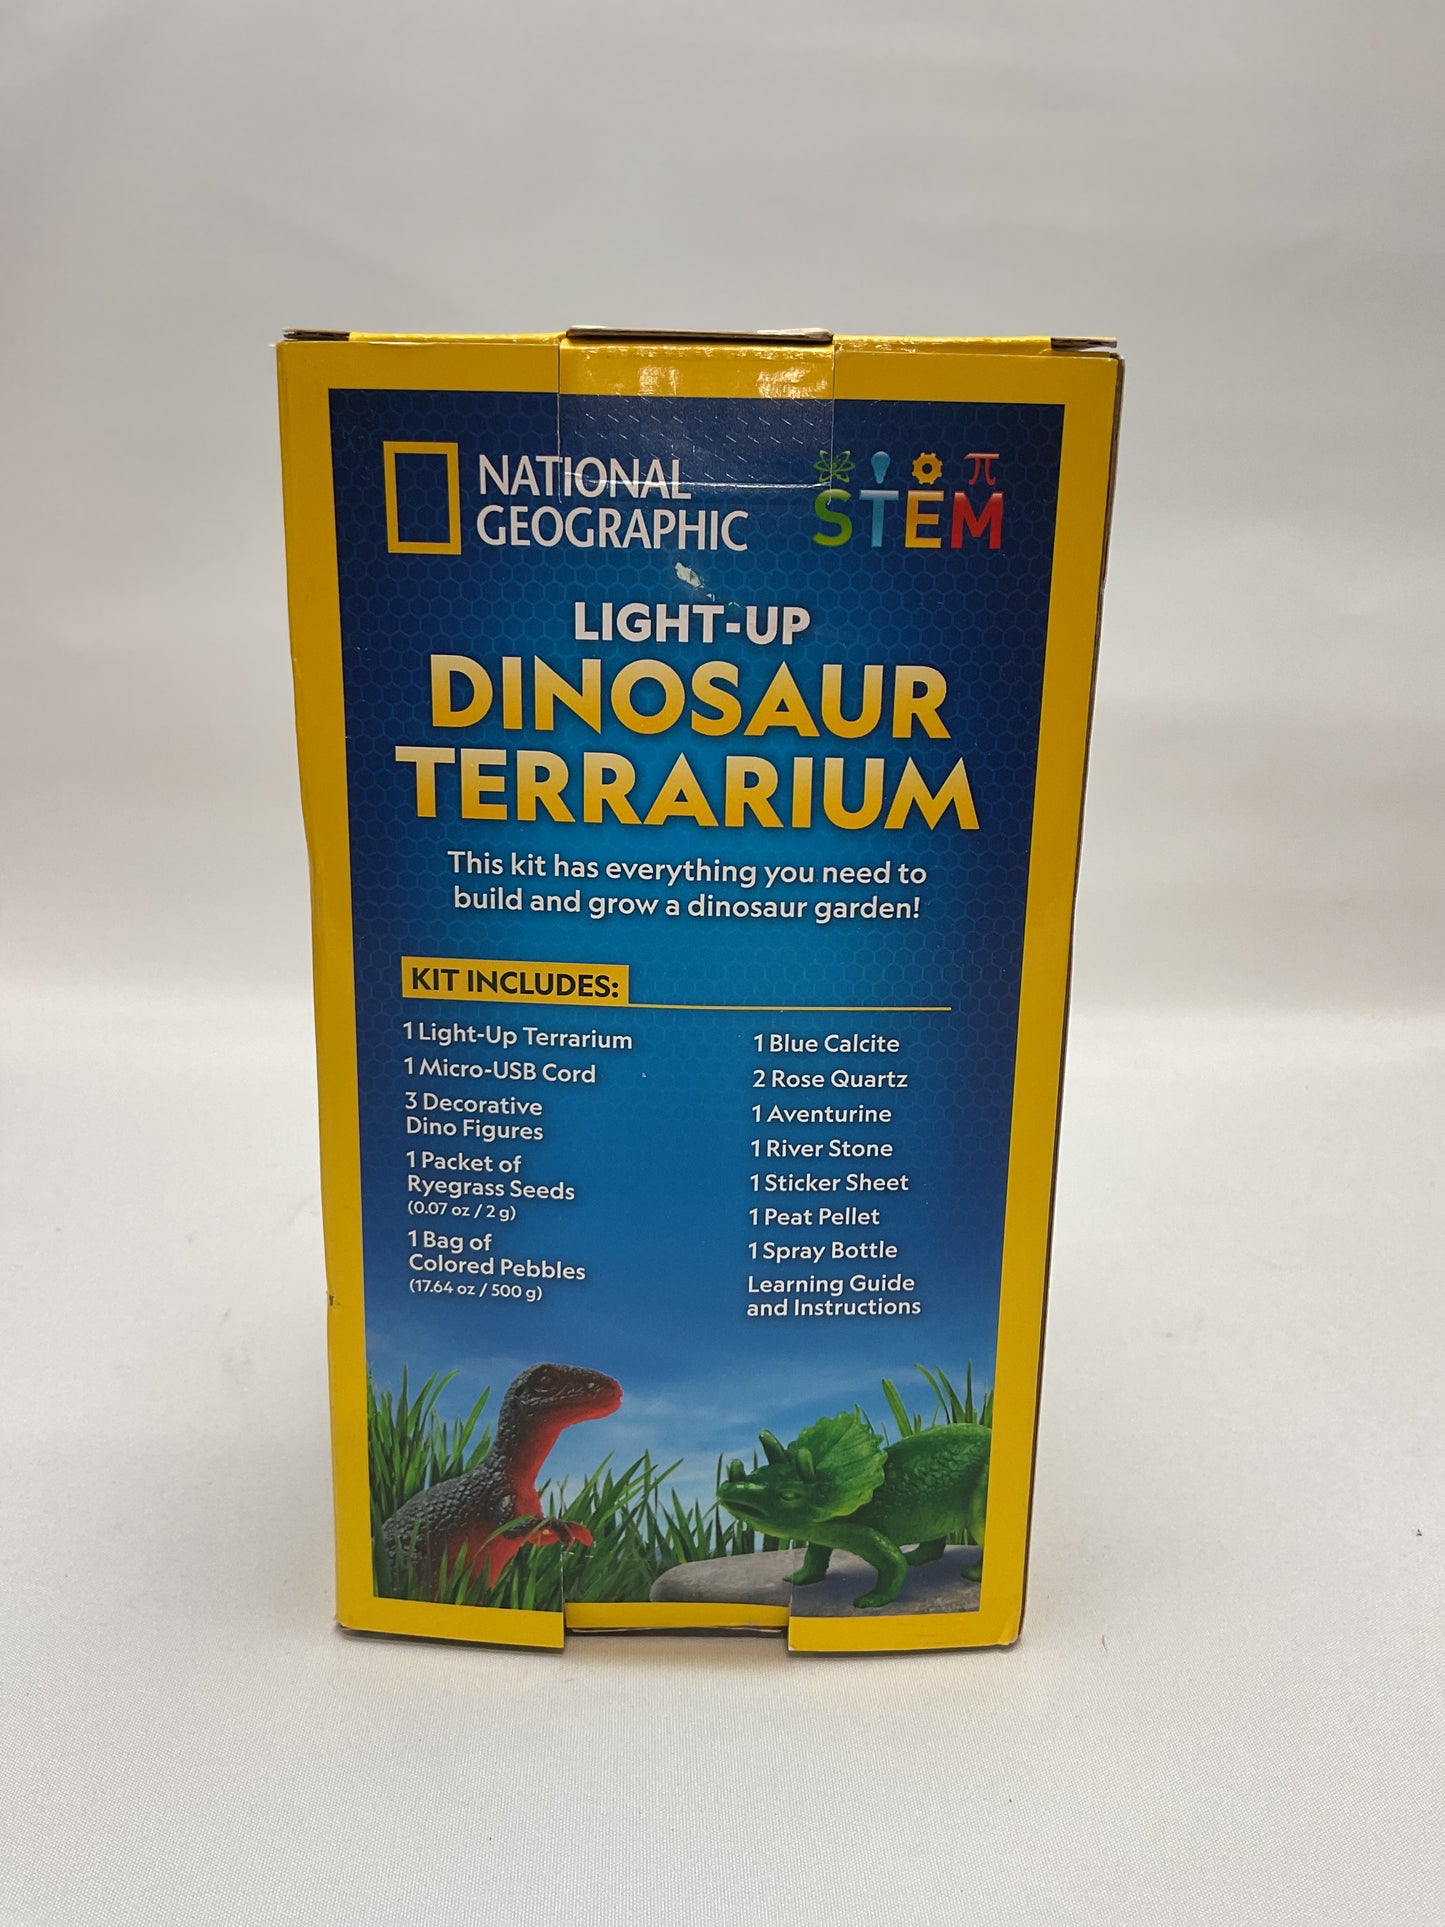 NATIONAL
GEOGRAPHIC
STEM
π
LIGHT-UP
DINOSAUR
TERRARIUM
This kit has everything you need to
build and grow a dinosaur garden!
KIT INCLUDES:
1 Light-Up Terrarium
1 Micro-USB Cord
3 Decorative
Dino Figures
1 Packet of
Ryegrass Seeds
(0.07 oz / 2 g)
1 Bag of
Colored Pebbles
(17.64 oz / 500 g)
1 Blue Calcite
2 Rose Quartz
1 Aventurine
1 River Stone
1 Sticker Sheet
1 Peat Pellet
1 Spray Bottle
Learning Guide
and Instructions